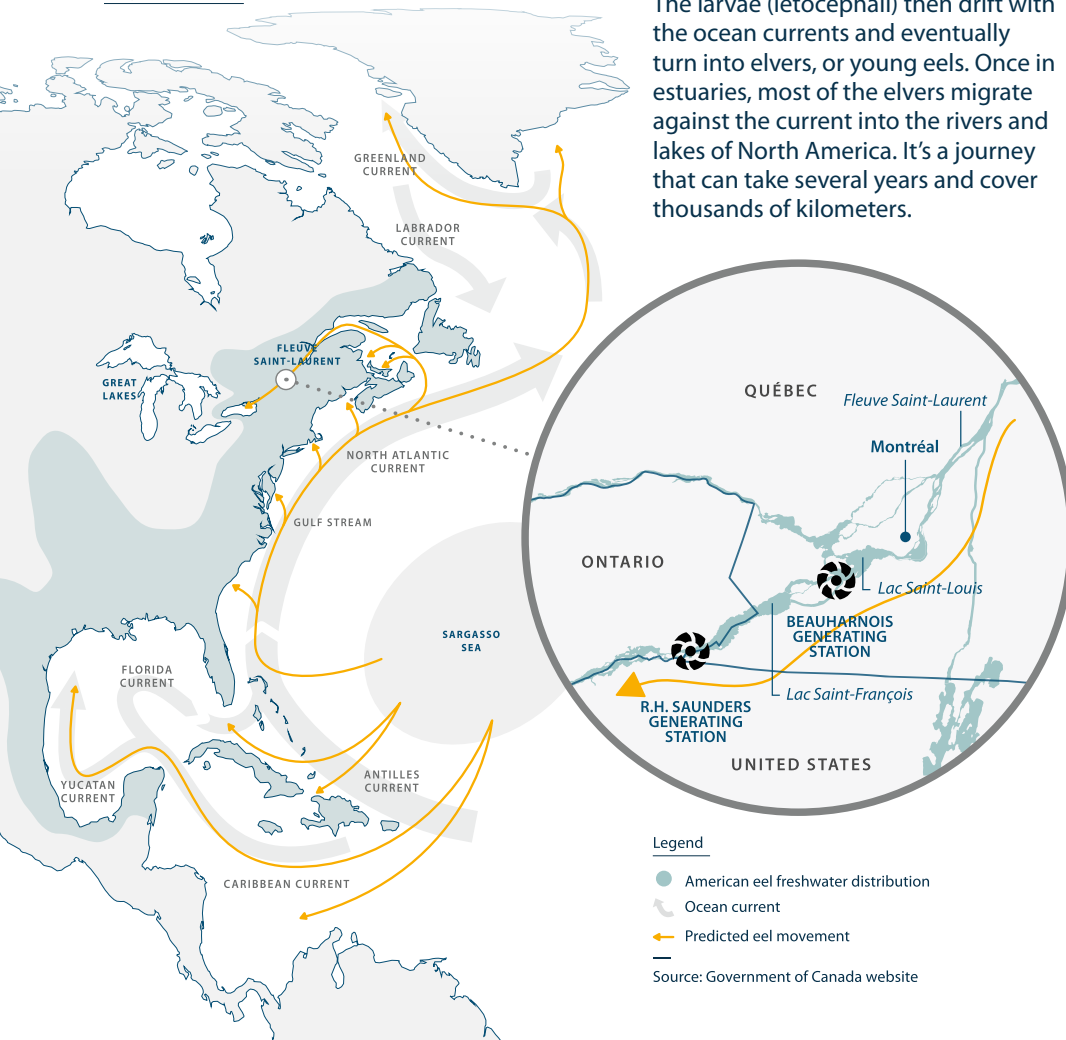 The larvae (letocephali) then drift with
the ocean currents and eventually
turn into elvers, or young eels. Once in
estuaries, most of the elvers migrate
against the current into the rivers and
lakes of North America. It’s a journey
that can take several years and cover
thousands of kilometers.
GREENLAND
CURRENT
LABRADOR
CURRENT
FLEUVE
SAINT-LAURENT
GREAT
LAKES
NORTH ATLANTIC
CURRENT
GULF STREAM
SARGASSO
SEA
FLORIDA
CURRENT
YUCATAN
CURRENT
ANTILLES
CURRENT
CARIBBEAN CURRENT
QUÉBEC
Fleuve Saint-Laurent
Montréal
ONTARIO
Lac Saint-Louis
BEAUHARNOIS
GENERATING
STATION
Lac Saint-François
R.H. SAUNDERS
GENERATING
STATION
UNITED STATES
Legend
American eel freshwater distribution
Ocean current
Predicted eel movement
Source: Government of Canada website